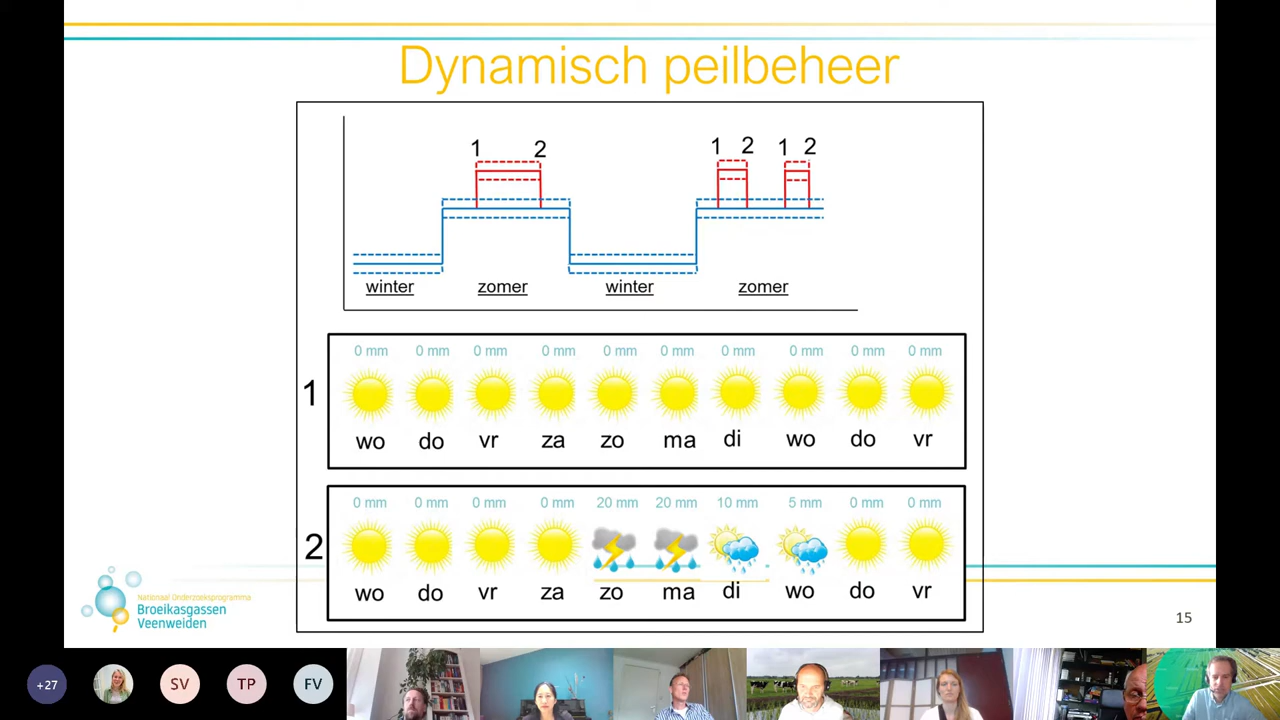 Dynamisch peilbeheer
1 2 1 2 1 2
winter zomer winter zomer
0 mm 0 mm 0 mm 0 mm 0 mm 0 mm 0 mm 0 mm 0 mm 0 mm
1
wo do vr za zo ma di wo do vr
0 mm 0 mm 0 mm 0 mm 20 mm 20 mm 10 mm 5 mm 0 mm 0 mm
2
wo do vr za zo ma di wo do vr
Nationaal Onderzoeksprogramma
Broeikasgassen
Veenweiden
15
+27 SV TP FV